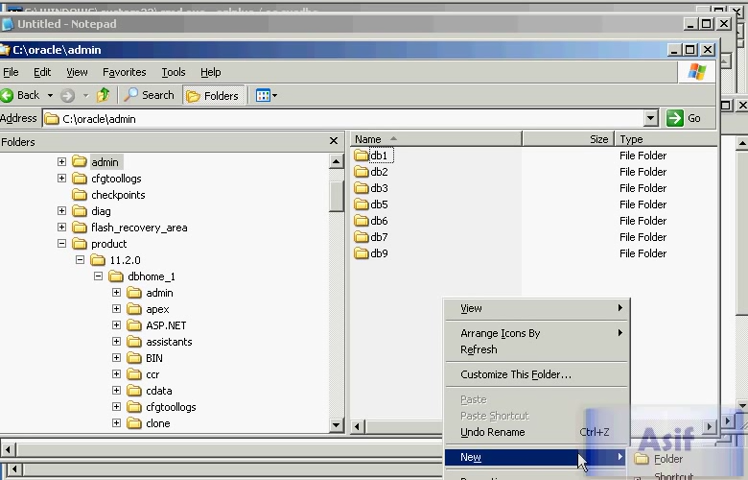 Untitled - Notepad
C:\oracle\admin
File Edit View Favorites Tools Help
Back Search Folders
Address C:\oracle\admin Go
Folders
Name Size Type
admin
cfgtoollogs
checkpoints
diag
flash_recovery_area
product
11.2.0
dbhome_1
admin
apex
ASP.NET
assistants
BIN
ccr
cdata
cfgtoollogs
clone
db1 File Folder
db2 File Folder
db3 File Folder
db5 File Folder
db6 File Folder
db7 File Folder
db9 File Folder
View
Arrange Icons By
Refresh
Customize This Folder...
Paste
Paste Shortcut
Undo Rename Ctrl+Z
New
Folder
Shortcut
Asif